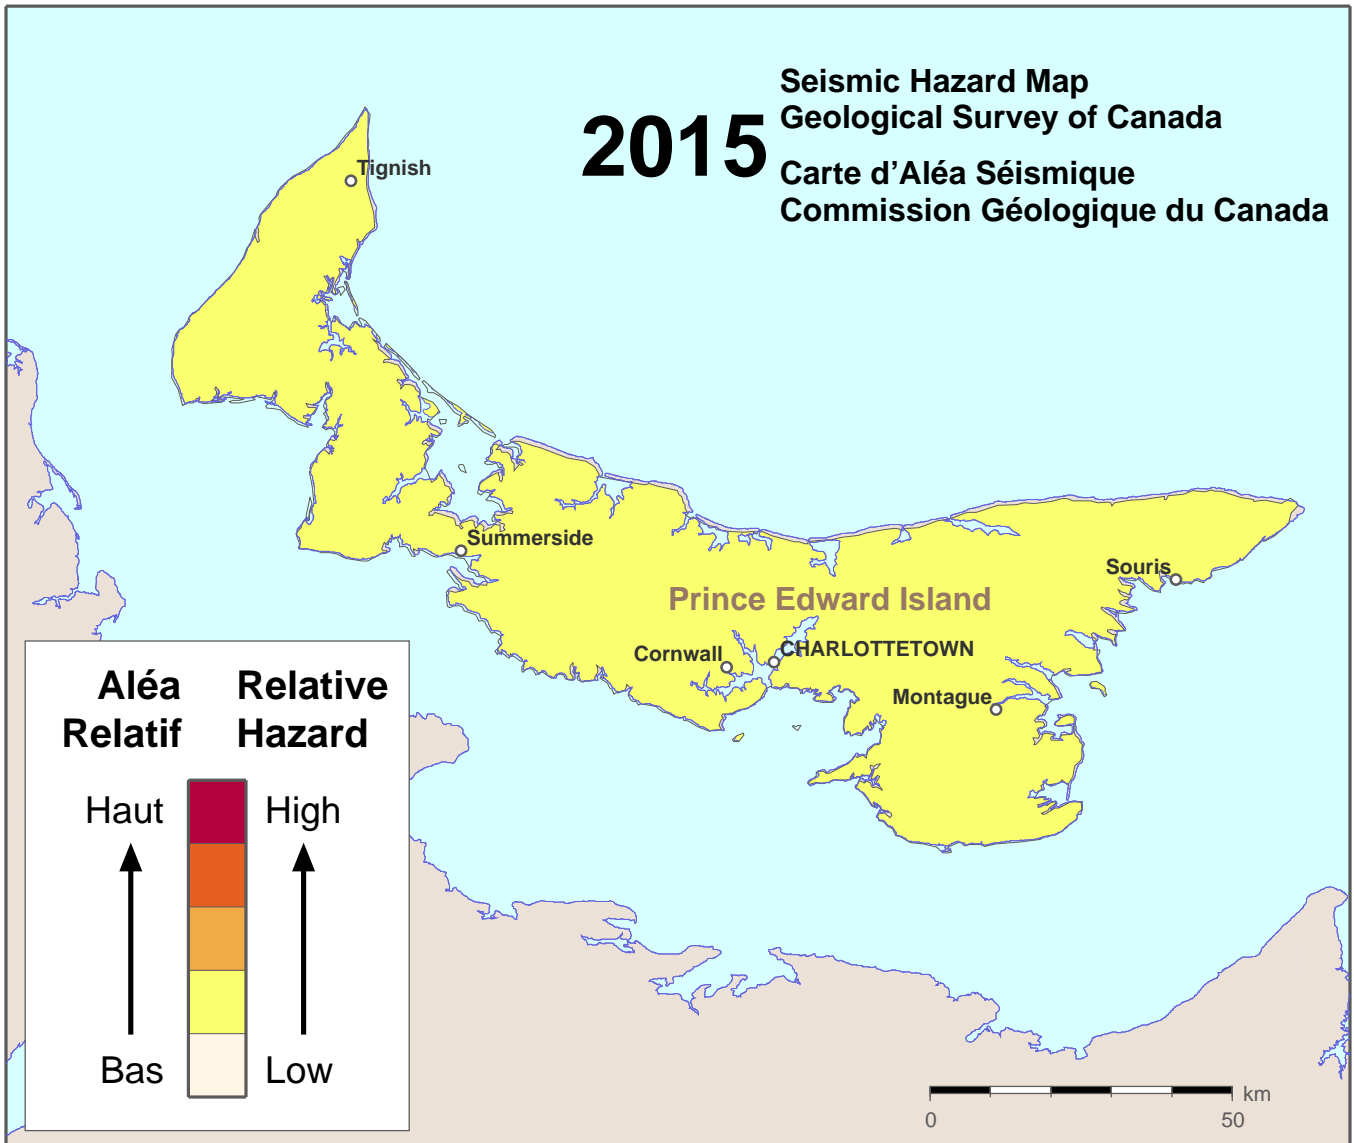 2015
Seismic Hazard Map
Geological Survey of Canada
Carte d'Aléa Séismique
Commission Géologique du Canada
Tignish
Summerside
Souris
Prince Edward Island
Cornwall
CHARLOTTETOWN
Montague
Aléa Relatif
Relative Hazard
Haut
High
Bas
Low
km
0
50